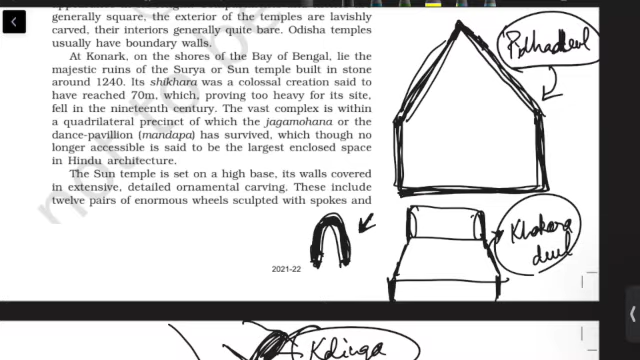 generally square, the exterior of the temples are lavishly
carved, their interiors generally quite bare. Odisha temples
usually have boundary walls.
At Konark, on the shores of the Bay of Bengal, lie the
majestic ruins of the Surya or Sun temple built in stone
around 1240. Its shikhara was a colossal creation said to
have reached 70m, which, proving too heavy for its site,
fell in the nineteenth century. The vast complex is within
a quadrilateral precinct of which the jagamohana or the
dance-pavillion (mandapa) has survived, which though no
longer accessible is said to be the largest enclosed space
in Hindu architecture.
The Sun temple is set on a high base, its walls covered
in extensive, detailed ornamental carving. These include
twelve pairs of enormous wheels sculpted with spokes and
2021-22
not to be
Khakara
deul
Kalinga